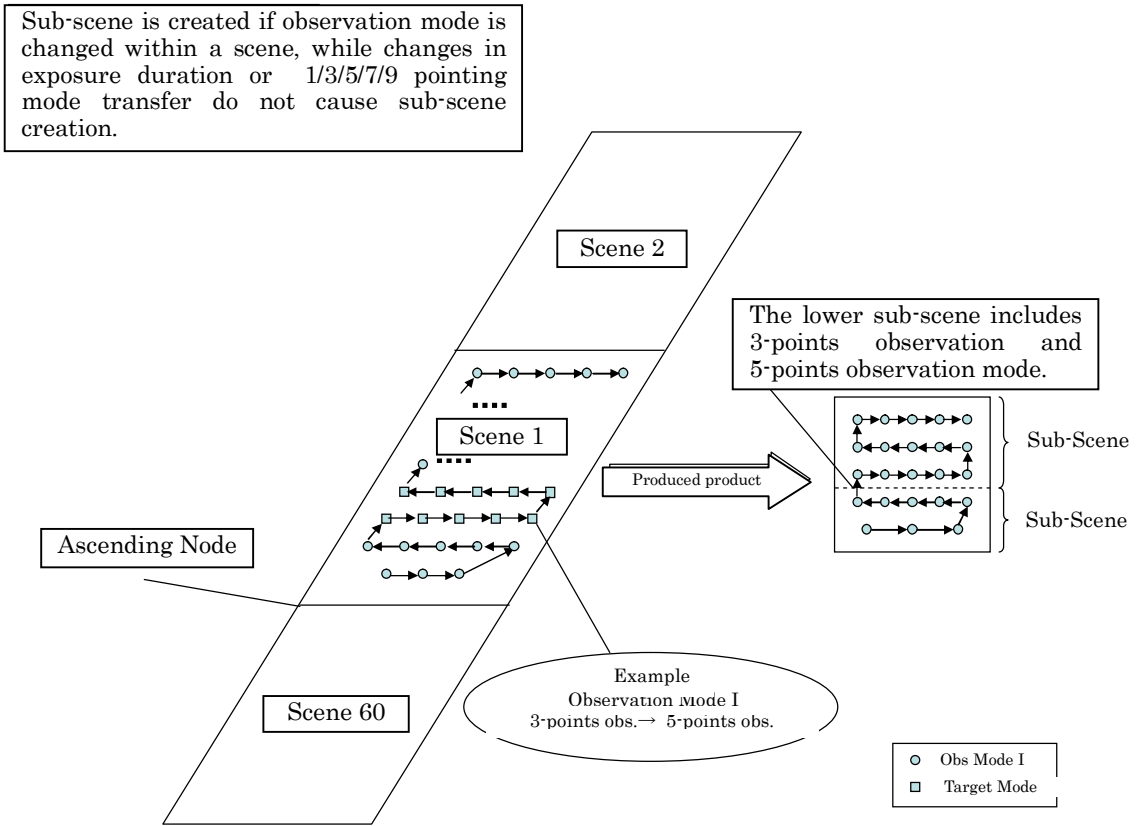 Sub-scene is created if observation mode is
changed within a scene, while changes in
exposure duration or 1/3/5/7/9 pointing
mode transfer do not cause sub-scene
creation.
Scene 2
The lower sub-scene includes
3-points observation and
5-points observation mode.
Scene 1
Produced product
Sub-Scene
Sub-Scene
Ascending Node
Scene 60
Example
Observation Mode I
3-points obs.→ 5-points obs.
Obs Mode I
Target Mode